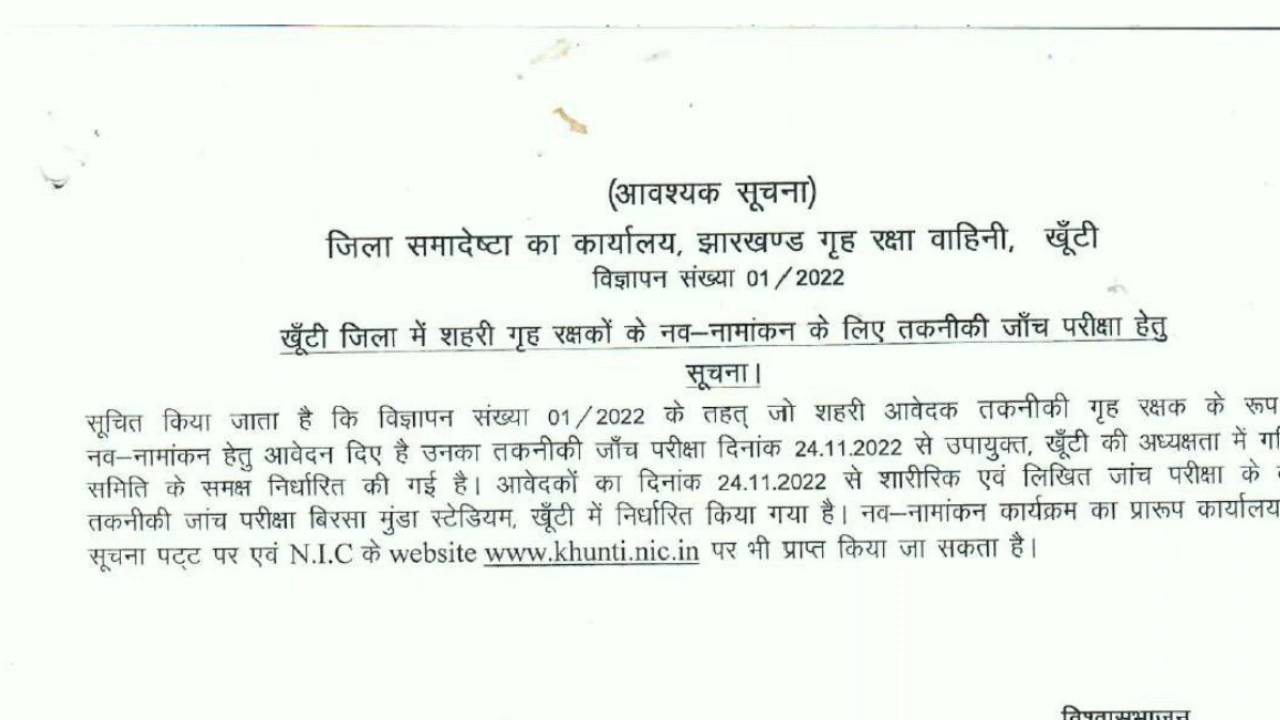 (आवश्यक सूचना)
जिला समादेष्टा का कार्यालय, झारखण्ड गृह रक्षा वाहिनी, खूँटी
विज्ञापन संख्या 01/2022
खूँटी जिला में शहरी गृह रक्षकों के नव–नामांकन के लिए तकनीकी जाँच परीक्षा हेतु
सूचना।
सूचित किया जाता है कि विज्ञापन संख्या 01/2022 के तहत् जो शहरी आवेदक तकनीकी गृह रक्षक के रूप
नव–नामांकन हेतु आवेदन दिए है उनका तकनीकी जाँच परीक्षा दिनांक 24.11.2022 से उपायुक्त, खूँटी की अध्यक्षता में
समिति के समक्ष निर्धारित की गई है। आवेदकों का दिनांक 24.11.2022 से शारीरिक एवं लिखित जांच परीक्षा के
तकनीकी जांच परीक्षा बिरसा मुंडा स्टेडियम, खूँटी में निर्धारित किया गया है। नव–नामांकन कार्यक्रम का प्रारूप कार्यालय
सूचना पट्ट पर एवं N.I.C के website www.khunti.nic.in पर भी प्राप्त किया जा सकता है।
विश्वासभाजन